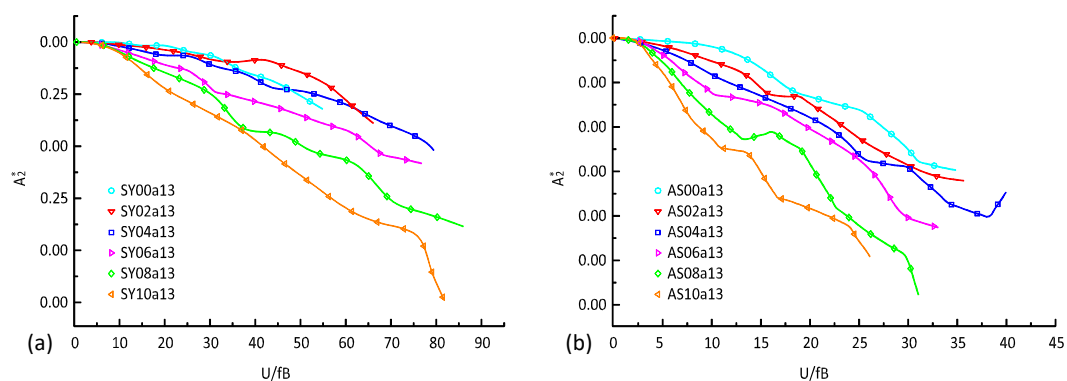 0.00
0.25
0.00
0.25
0.00
0.00
A₂*
SY00a13
SY02a13
SY04a13
SY06a13
SY08a13
SY10a13
(a)
0 10 20 30 40 50 60 70 80 90
U/fB
0.00
0.00
0.00
0.00
0.00
0.00
0.00
A₂*
AS00a13
AS02a13
AS04a13
AS06a13
AS08a13
AS10a13
(b)
0 5 10 15 20 25 30 35 40 45
U/fB